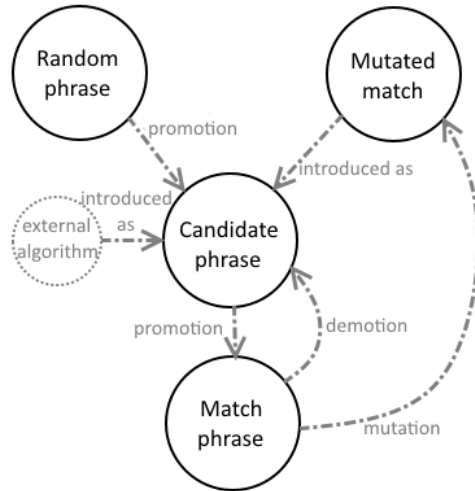 Random
phrase
Mutated
match
promotion
introduced as
introduced
as
external
algorithm
Candidate
phrase
promotion
demotion
Match
phrase
mutation